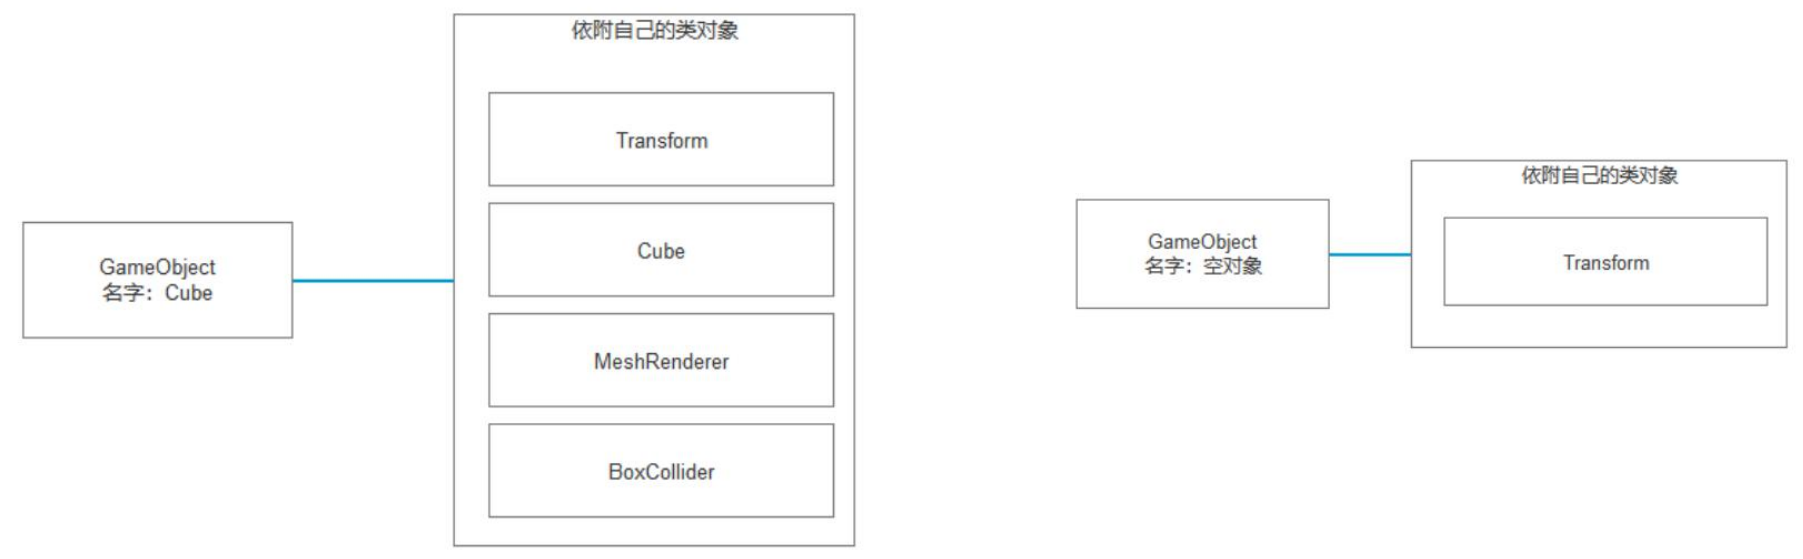 依附自己的类对象
Transform
Cube
MeshRenderer
BoxCollider
GameObject
名字：Cube
依附自己的类对象
Transform
GameObject
名字：空对象